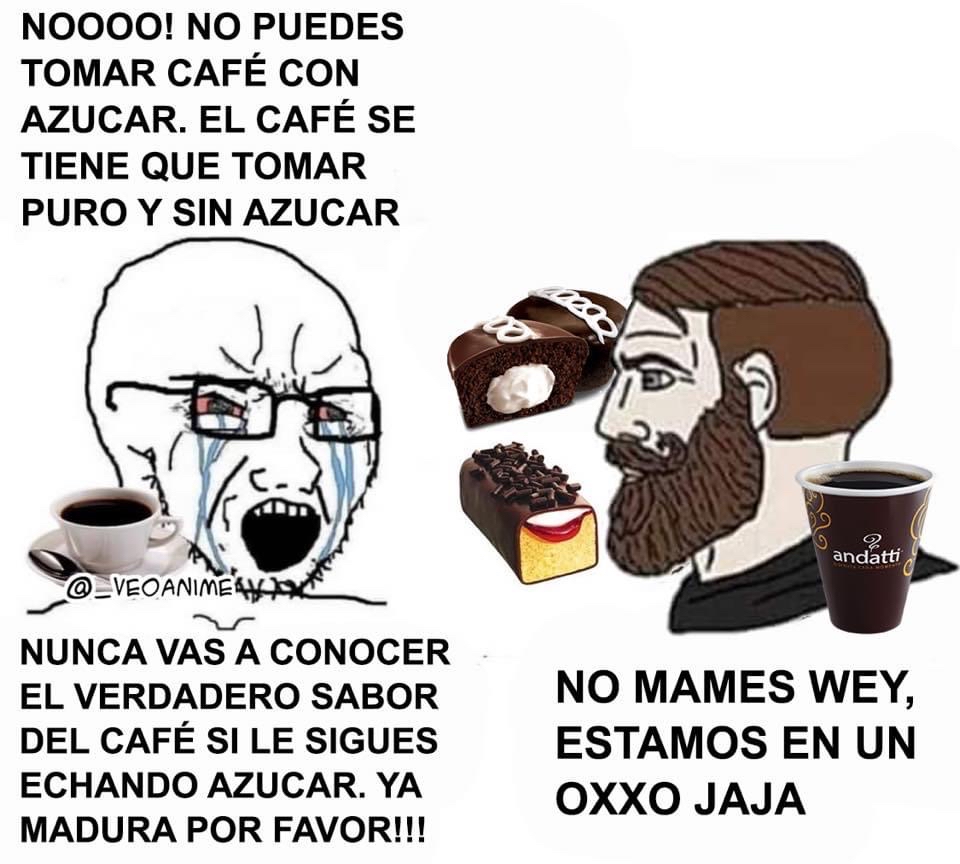 NOOOO! NO PUEDES
TOMAR CAFÉ CON
AZUCAR. EL CAFÉ SE
TIENE QUE TOMAR
PURO Y SIN AZUCAR
@_VEOANIME
NUNCA VAS A CONOCER
EL VERDADERO SABOR
DEL CAFÉ SI LE SIGUES
ECHANDO AZUCAR. YA
MADURA POR FAVOR!!!
andatti
NO MAMES WEY,
ESTAMOS EN UN
OXXO JAJA